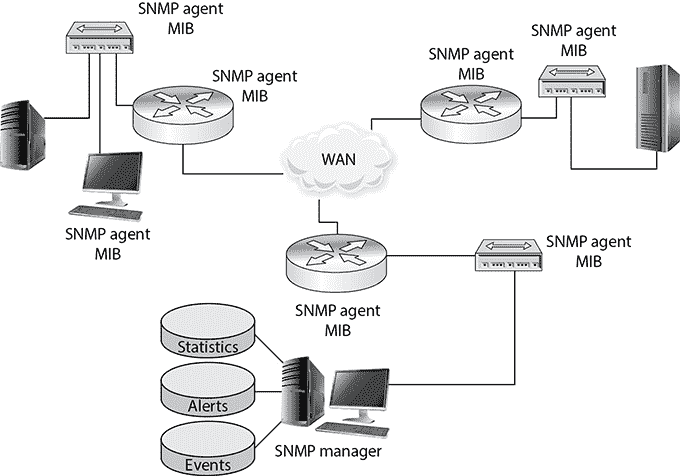 SNMP agent
MIB
SNMP agent
MIB
SNMP agent
MIB
SNMP agent
MIB
SNMP agent
MIB
WAN
SNMP agent
MIB
SNMP agent
MIB
Statistics
Alerts
Events
SNMP manager